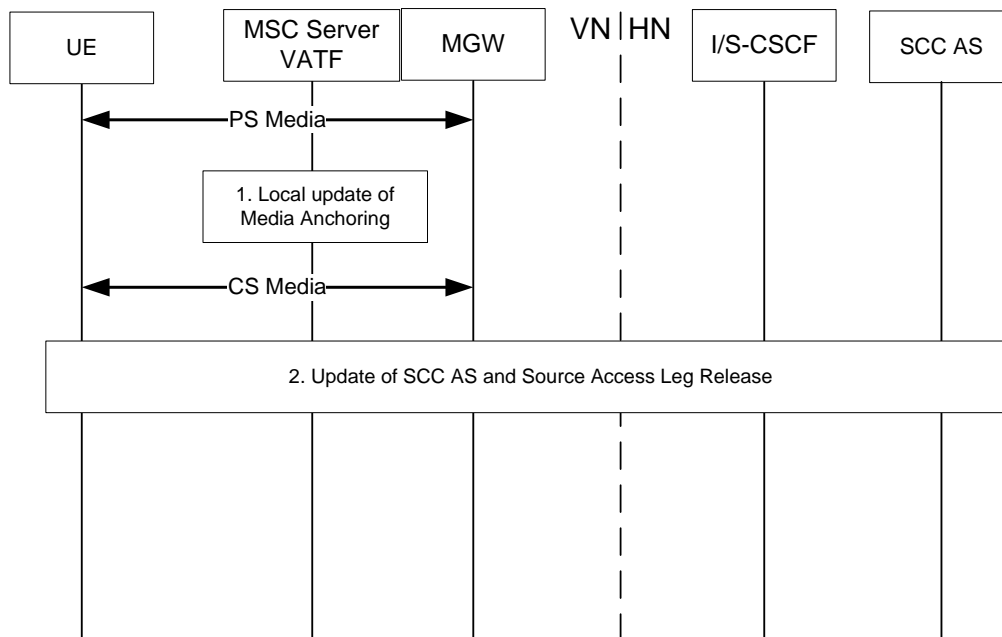 UE
MSC Server
VATF
MGW
VN
HN
I/S-CSCF
SCC AS
PS Media
1. Local update of
Media Anchoring
CS Media
2. Update of SCC AS and Source Access Leg Release